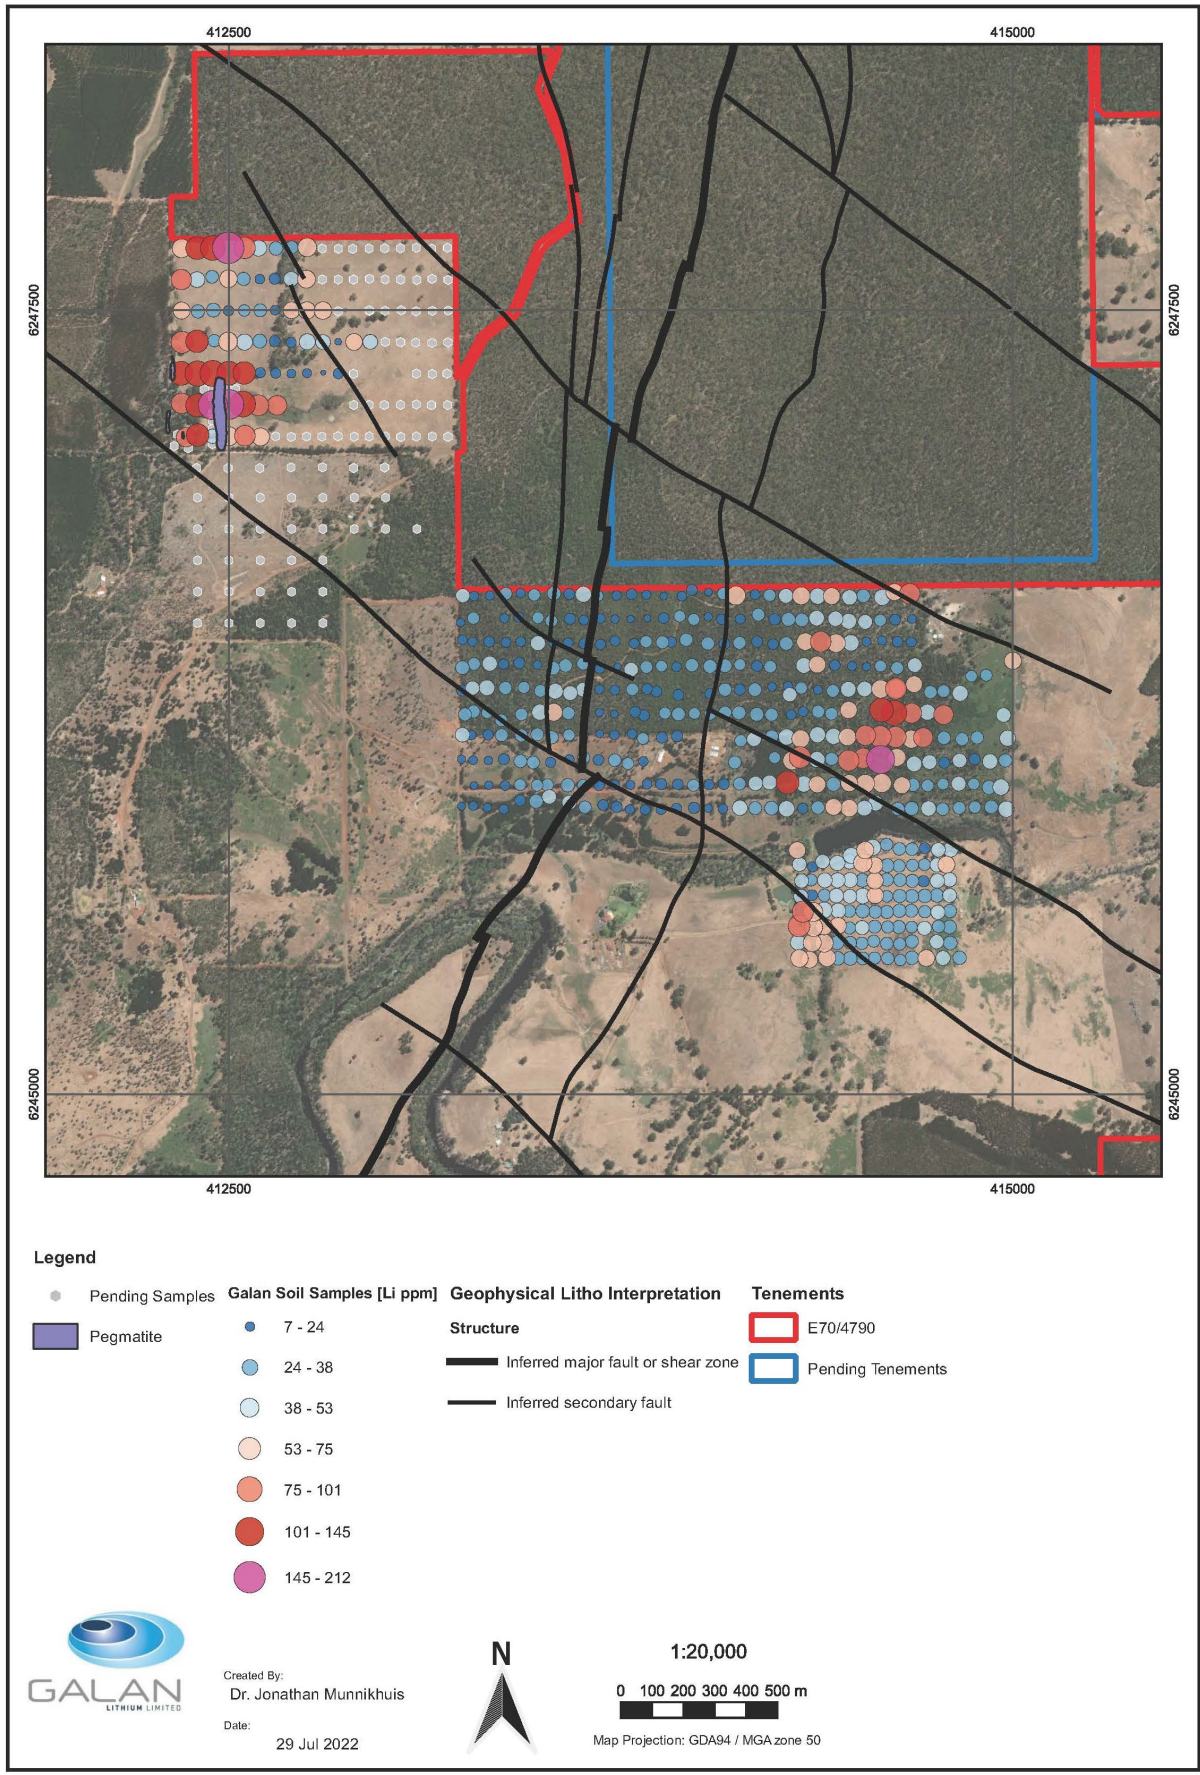 412500
415000
6247500
6247500
6245000
6245000
412500
415000
Legend
Pending Samples
Pegmatite
Galan Soil Samples [Li ppm]
7 - 24
24 - 38
38 - 53
53 - 75
75 - 101
101 - 145
145 - 212
Geophysical Litho Interpretation
Structure
Inferred major fault or shear zone
Inferred secondary fault
Tenements
E70/4790
Pending Tenements
GALAN
LITHIUM LIMITED
Created By:
Dr. Jonathan Munnikhuis
Date:
29 Jul 2022
N
1:20,000
0 100 200 300 400 500 m
Map Projection: GDA94 / MGA zone 50